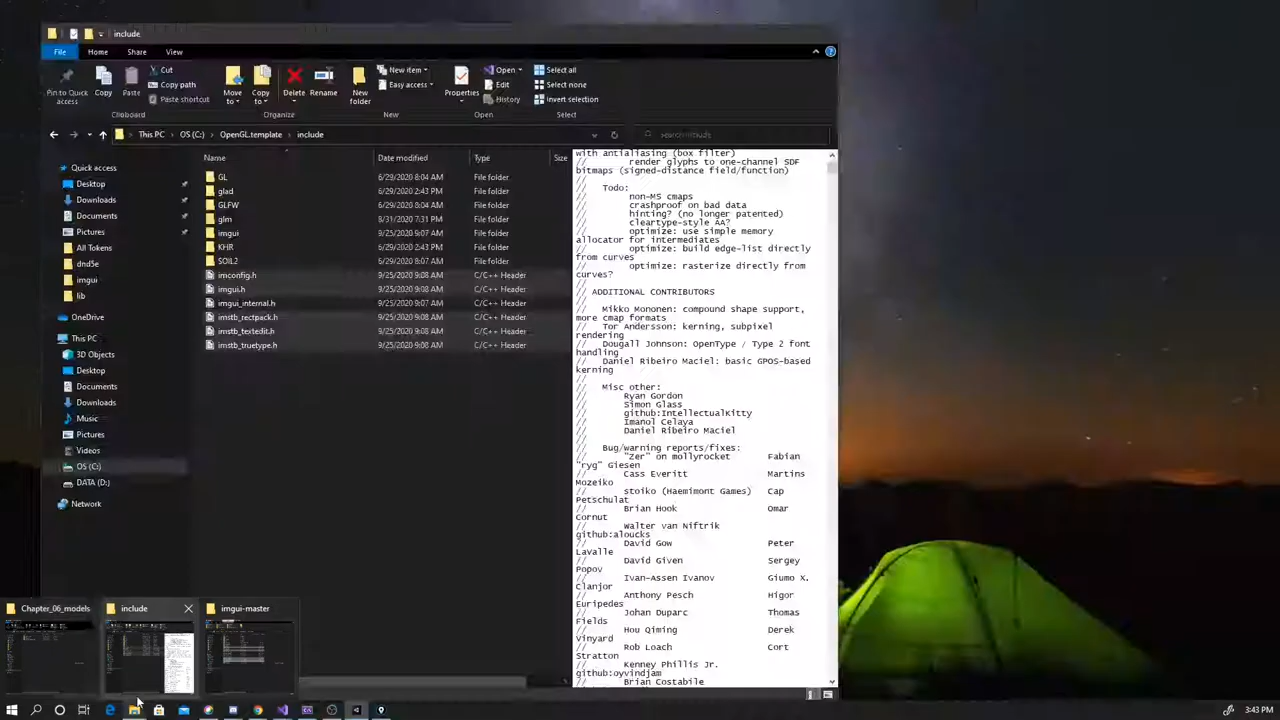 include
File Home Share View
Pin to Quick access
Copy
Paste
Cut
Copy path
Paste shortcut
Clipboard
Move to
Copy to
Delete
Rename
Organize
New folder
New item
Easy access
New
Properties
Open
Edit
History
Open
Select all
Select none
Invert selection
Select
This PC > OS (C:) > OpenGL.template > include
Search include
Quick access
Desktop
Downloads
Documents
Pictures
All Tokens
dnd5e
imgui
lib
OneDrive
This PC
3D Objects
Desktop
Documents
Downloads
Music
Pictures
Videos
OS (C:)
DATA (D:)
Network
Name Date modified Type Size
GL 6/29/2020 8:04 AM File folder
glad 6/29/2020 2:43 PM File folder
GLFW 6/29/2020 8:04 AM File folder
glm 8/31/2020 7:31 PM File folder
imgui 9/25/2020 9:07 AM File folder
KHR 6/29/2020 2:43 PM File folder
SOIL2 6/29/2020 8:04 AM File folder
imconfig.h 9/25/2020 9:08 AM C/C++ Header
imgui.h 9/25/2020 9:08 AM C/C++ Header
imgui_internal.h 9/25/2020 9:07 AM C/C++ Header
imstb_rectpack.h 9/25/2020 9:08 AM C/C++ Header
imstb_textedit.h 9/25/2020 9:08 AM C/C++ Header
imstb_truetype.h 9/25/2020 9:08 AM C/C++ Header
with antialiasing (box filter)
// render glyphs to one-channel SDF
bitmaps (signed-distance field/function)
//
// Todo:
// non-MS cmaps
// crashproof on bad data
// hinting? (no longer patented)
// cleartype-style AA?
// optimize: use simple memory
allocator for intermediates
// optimize: build edge-list directly
from curves
// optimize: rasterize directly from
curves?
//
// ADDITIONAL CONTRIBUTORS
//
// Mikko Mononen: compound shape support,
more cmap formats
// Tor Andersson: kerning, subpixel
rendering
// Dougall Johnson: OpenType / Type 2 font
handling
// Daniel Ribeiro Maciel: basic GPOS-based
kerning
//
// Misc other:
// Ryan Gordon
// Simon Glass
// github:IntellectualKitty
// Imanol Celaya
// Daniel Ribeiro Maciel
//
// Bug/warning reports/fixes:
// "Zer" on mollyrocket Fabian
"ryg" Giesen
// Cass Everitt Martins
Mozeiko
// stoiko (Haemimont Games) Cap
Petschulat
// Brian Hook Omar
Cornut
// Walter van Niftrik
github:aloucks
// David Gow Peter
LaValle
// David Given Sergey
Popov
// Ivan-Assen Ivanov Giumo X.
Clanjor
// Anthony Pesch Higor
Euripedes
// Johan Duparc Thomas
Fields
// Hou Qiming Derek
Vinyard
// Rob Loach Cort
Stratton
// Kenney Phillis Jr.
github:oyvindjam
// Brian Costabile
Chapter_06_models
include
imgui-master
3:43 PM